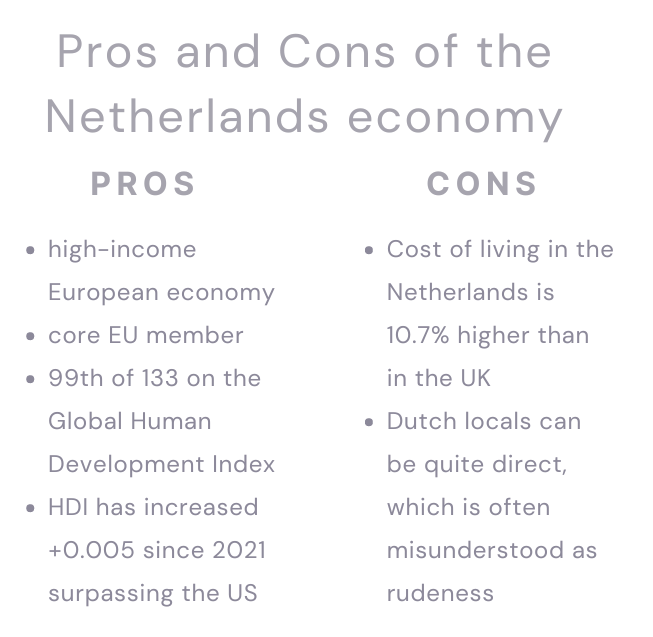 Pros and Cons of the
Netherlands economy
PROS
• high-income
European economy
• core EU member
• 99th of 133 on the
Global Human
Development Index
• HDI has increased
+0.005 since 2021
surpassing the US
CONS
• Cost of living in the
Netherlands is
10.7% higher than
in the UK
• Dutch locals can
be quite direct,
which is often
misunderstood as
rudeness